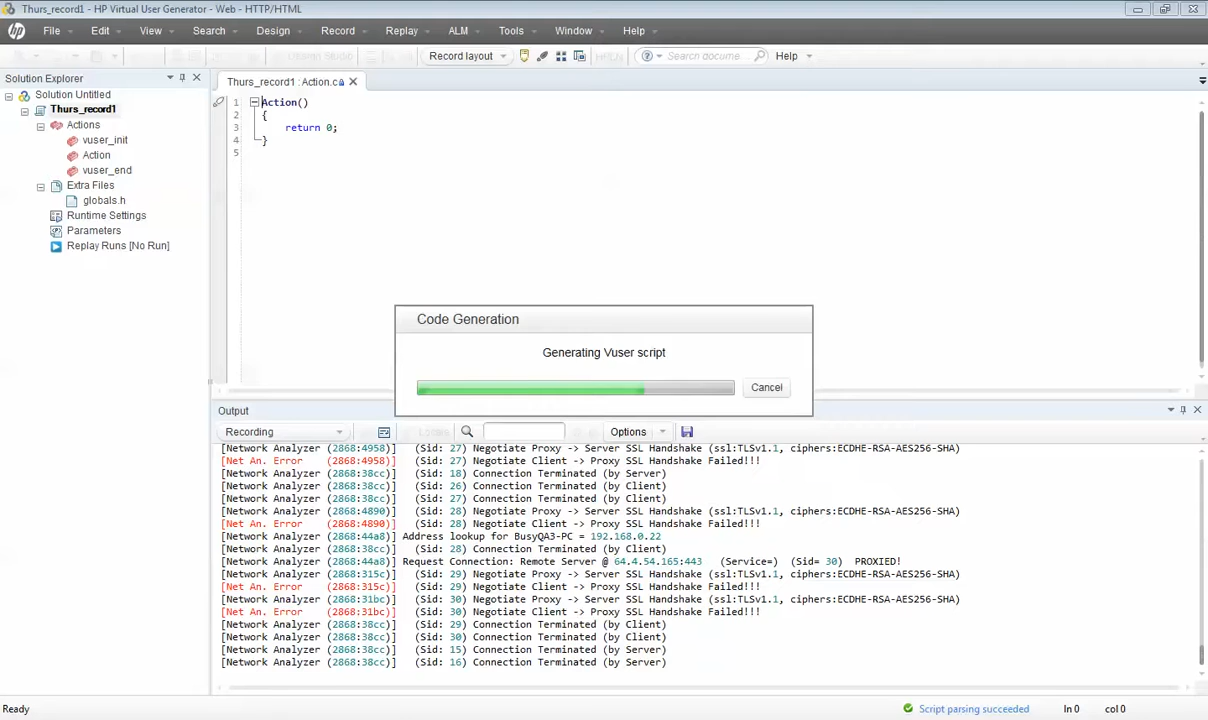 Thurs_record1 - HP Virtual User Generator - Web - HTTP/HTML
hp File Edit View Search Design Record Replay ALM Tools Window Help
Design Studio Record layout HPLN Search docume Help
Solution Explorer
Thurs_record1 : Action.c
Solution Untitled
Thurs_record1
Actions
vuser_init
Action
vuser_end
Extra Files
globals.h
Runtime Settings
Parameters
Replay Runs [No Run]
1 Action()
2 {
3 return 0;
4 }
5
Code Generation
Generating Vuser script
Cancel
Output
Recording Locate Options
[Network Analyzer (2868:4958)] (Sid: 27) Negotiate Proxy -> Server SSL Handshake (ssl:TLSv1.1, ciphers:ECDHE-RSA-AES256-SHA)
[Net An. Error (2868:4958)] (Sid: 27) Negotiate Client -> Proxy SSL Handshake Failed!!!
[Network Analyzer (2868:38cc)] (Sid: 18) Connection Terminated (by Server)
[Network Analyzer (2868:38cc)] (Sid: 26) Connection Terminated (by Client)
[Network Analyzer (2868:38cc)] (Sid: 27) Connection Terminated (by Client)
[Network Analyzer (2868:4890)] (Sid: 28) Negotiate Proxy -> Server SSL Handshake (ssl:TLSv1.1, ciphers:ECDHE-RSA-AES256-SHA)
[Net An. Error (2868:4890)] (Sid: 28) Negotiate Client -> Proxy SSL Handshake Failed!!!
[Network Analyzer (2868:44a8)] Address lookup for BusyQA3-PC = 192.168.0.22
[Network Analyzer (2868:38cc)] (Sid: 28) Connection Terminated (by Client)
[Network Analyzer (2868:44a8)] Request Connection: Remote Server @ 64.4.54.165:443 (Service=) (Sid= 30) PROXIED!
[Network Analyzer (2868:315c)] (Sid: 29) Negotiate Proxy -> Server SSL Handshake (ssl:TLSv1.1, ciphers:ECDHE-RSA-AES256-SHA)
[Net An. Error (2868:315c)] (Sid: 29) Negotiate Client -> Proxy SSL Handshake Failed!!!
[Network Analyzer (2868:31bc)] (Sid: 30) Negotiate Proxy -> Server SSL Handshake (ssl:TLSv1.1, ciphers:ECDHE-RSA-AES256-SHA)
[Net An. Error (2868:31bc)] (Sid: 30) Negotiate Client -> Proxy SSL Handshake Failed!!!
[Network Analyzer (2868:38cc)] (Sid: 29) Connection Terminated (by Client)
[Network Analyzer (2868:38cc)] (Sid: 30) Connection Terminated (by Client)
[Network Analyzer (2868:38cc)] (Sid: 15) Connection Terminated (by Server)
[Network Analyzer (2868:38cc)] (Sid: 16) Connection Terminated (by Server)
Ready Script parsing succeeded ln 0 col 0